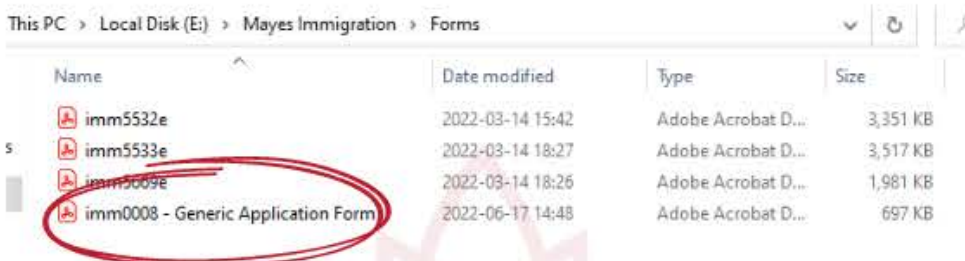 This PC > Local Disk (E:) > Mayes Immigration > Forms
Name Date modified Type Size
imm5532e 2022-03-14 15:42 Adobe Acrobat D... 3,351 KB
s imm5533e 2022-03-14 18:27 Adobe Acrobat D... 3,517 KB
imm5669e 2022-03-14 18:26 Adobe Acrobat D... 1,981 KB
imm0008 - Generic Application Form 2022-06-17 14:48 Adobe Acrobat D... 697 KB